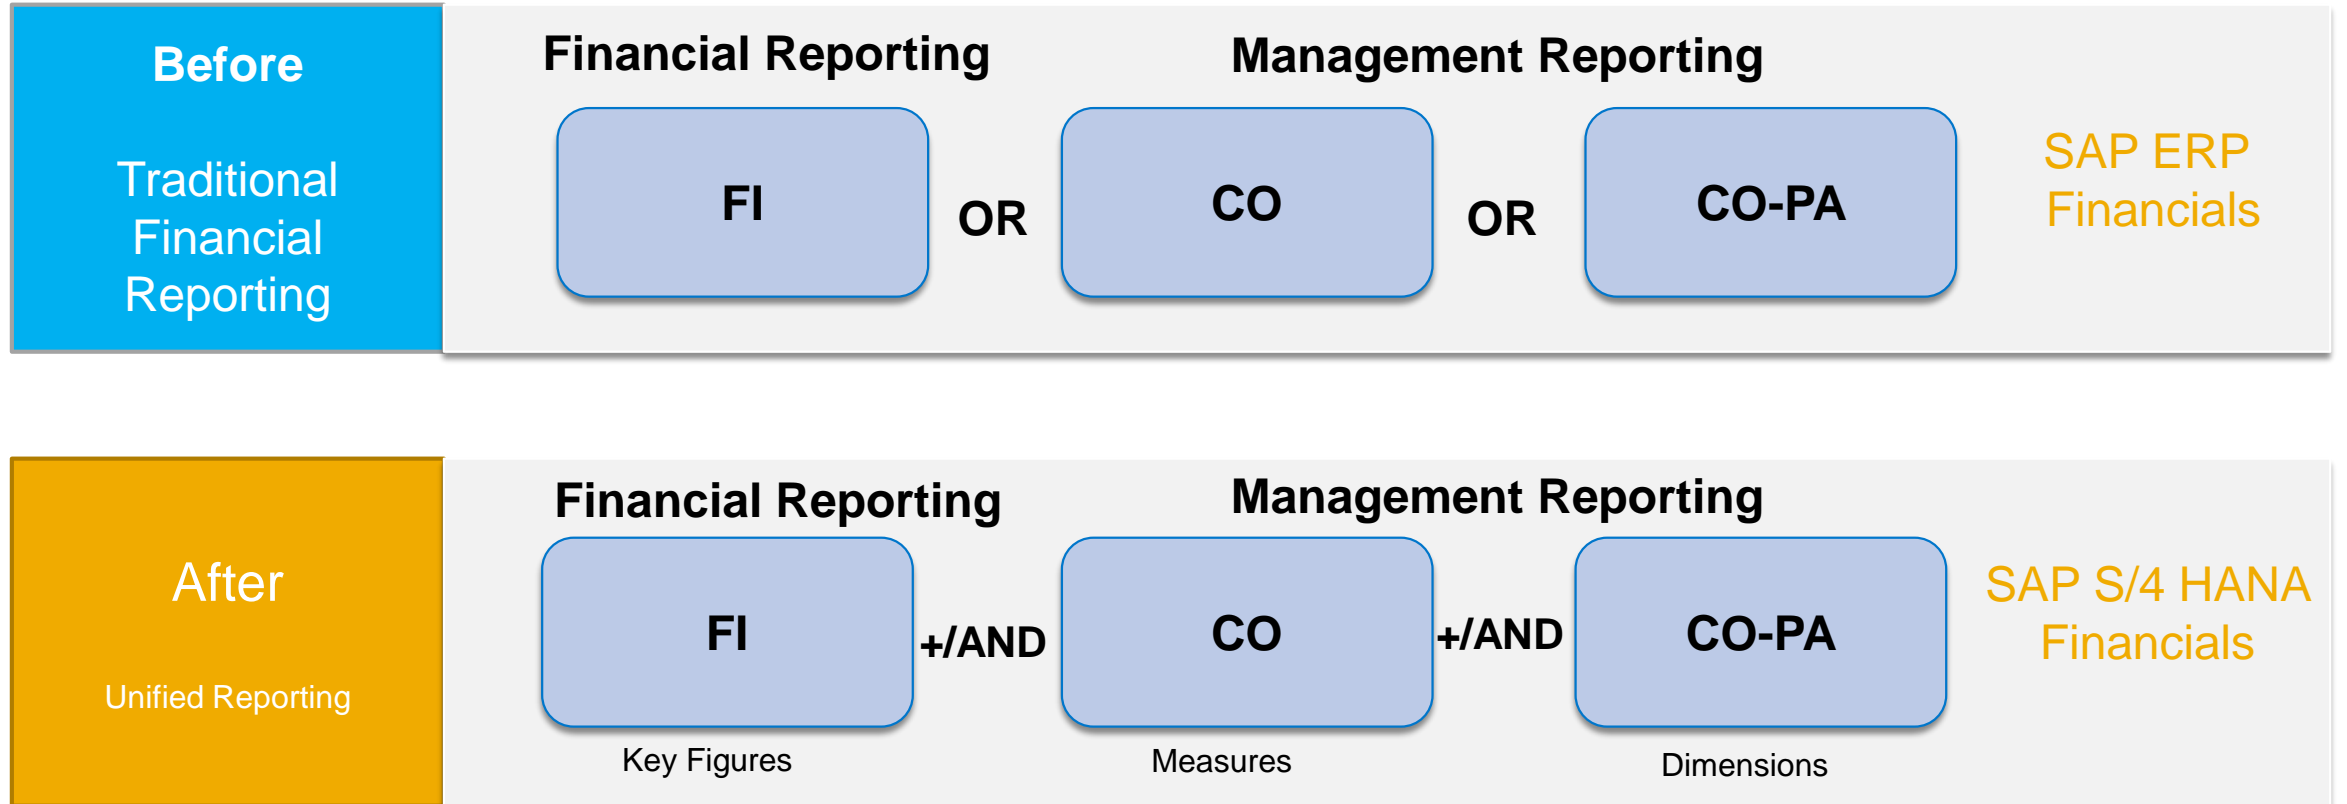 Before
Traditional
Financial
Reporting
Financial Reporting
Management Reporting
FI
OR
CO
OR
CO-PA
SAP ERP
Financials
After
Unified Reporting
Financial Reporting
Management Reporting
FI
+/AND
CO
+/AND
CO-PA
SAP S/4 HANA
Financials
Key Figures
Measures
Dimensions